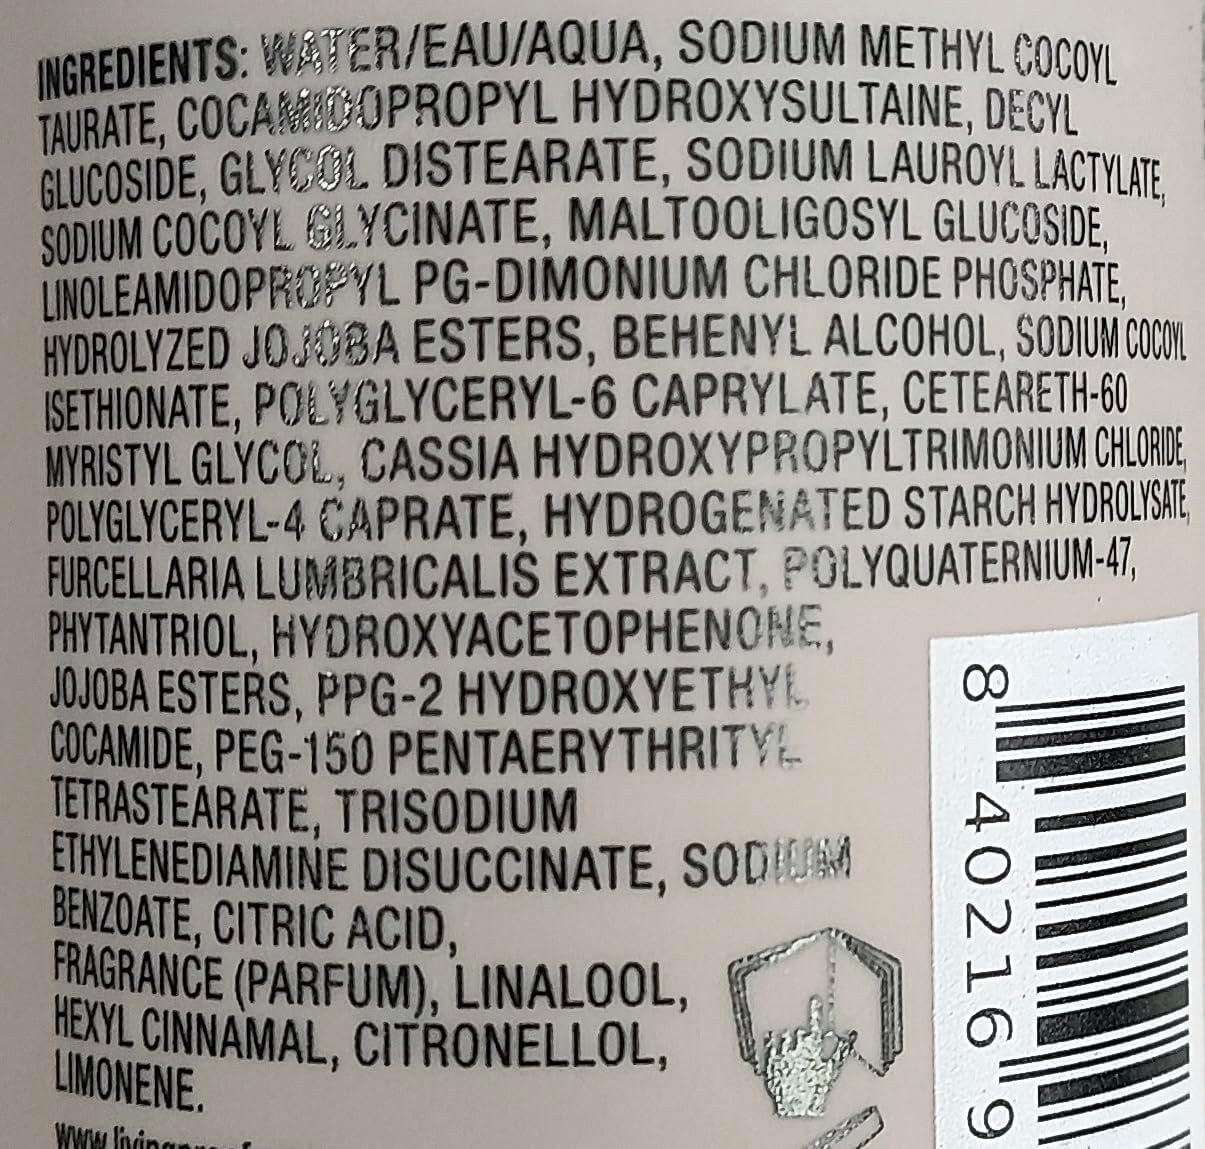 INGREDIENTS: WATER/EAU/AQUA, SODIUM METHYL COCOYL
TAURATE, COCAMIDOPROPYL HYDROXYSULTAINE, DECYL
GLUCOSIDE, GLYCOL DISTEARATE, SODIUM LAUROYL LACTYLATE,
SODIUM COCOYL GLYCINATE, MALTOOLIGOSYL GLUCOSIDE,
LINOLEAMIDOPROPYL PG-DIMONIUM CHLORIDE PHOSPHATE,
HYDROLYZED JOJOBA ESTERS, BEHENYL ALCOHOL, SODIUM COCOYL
ISETHIONATE, POLYGLYCERYL-6 CAPRYLATE, CETEARETH-60
MYRISTYL GLYCOL, CASSIA HYDROXYPROPYLTRIMONIUM CHLORIDE,
POLYGLYCERYL-4 CAPRATE, HYDROGENATED STARCH HYDROLYSATE,
FURCELLARIA LUMBRICALIS EXTRACT, POLYQUATERNIUM-47,
PHYTANTRIOL, HYDROXYACETOPHENONE,
JOJOBA ESTERS, PPG-2 HYDROXYETHYL
COCAMIDE, PEG-150 PENTAERYTHRITYL
TETRASTEARATE, TRISODIUM
ETHYLENEDIAMINE DISUCCINATE, SODIUM
BENZOATE, CITRIC ACID,
FRAGRANCE (PARFUM), LINALOOL,
HEXYL CINNAMAL, CITRONELLOL,
LIMONENE.
8 40216 9